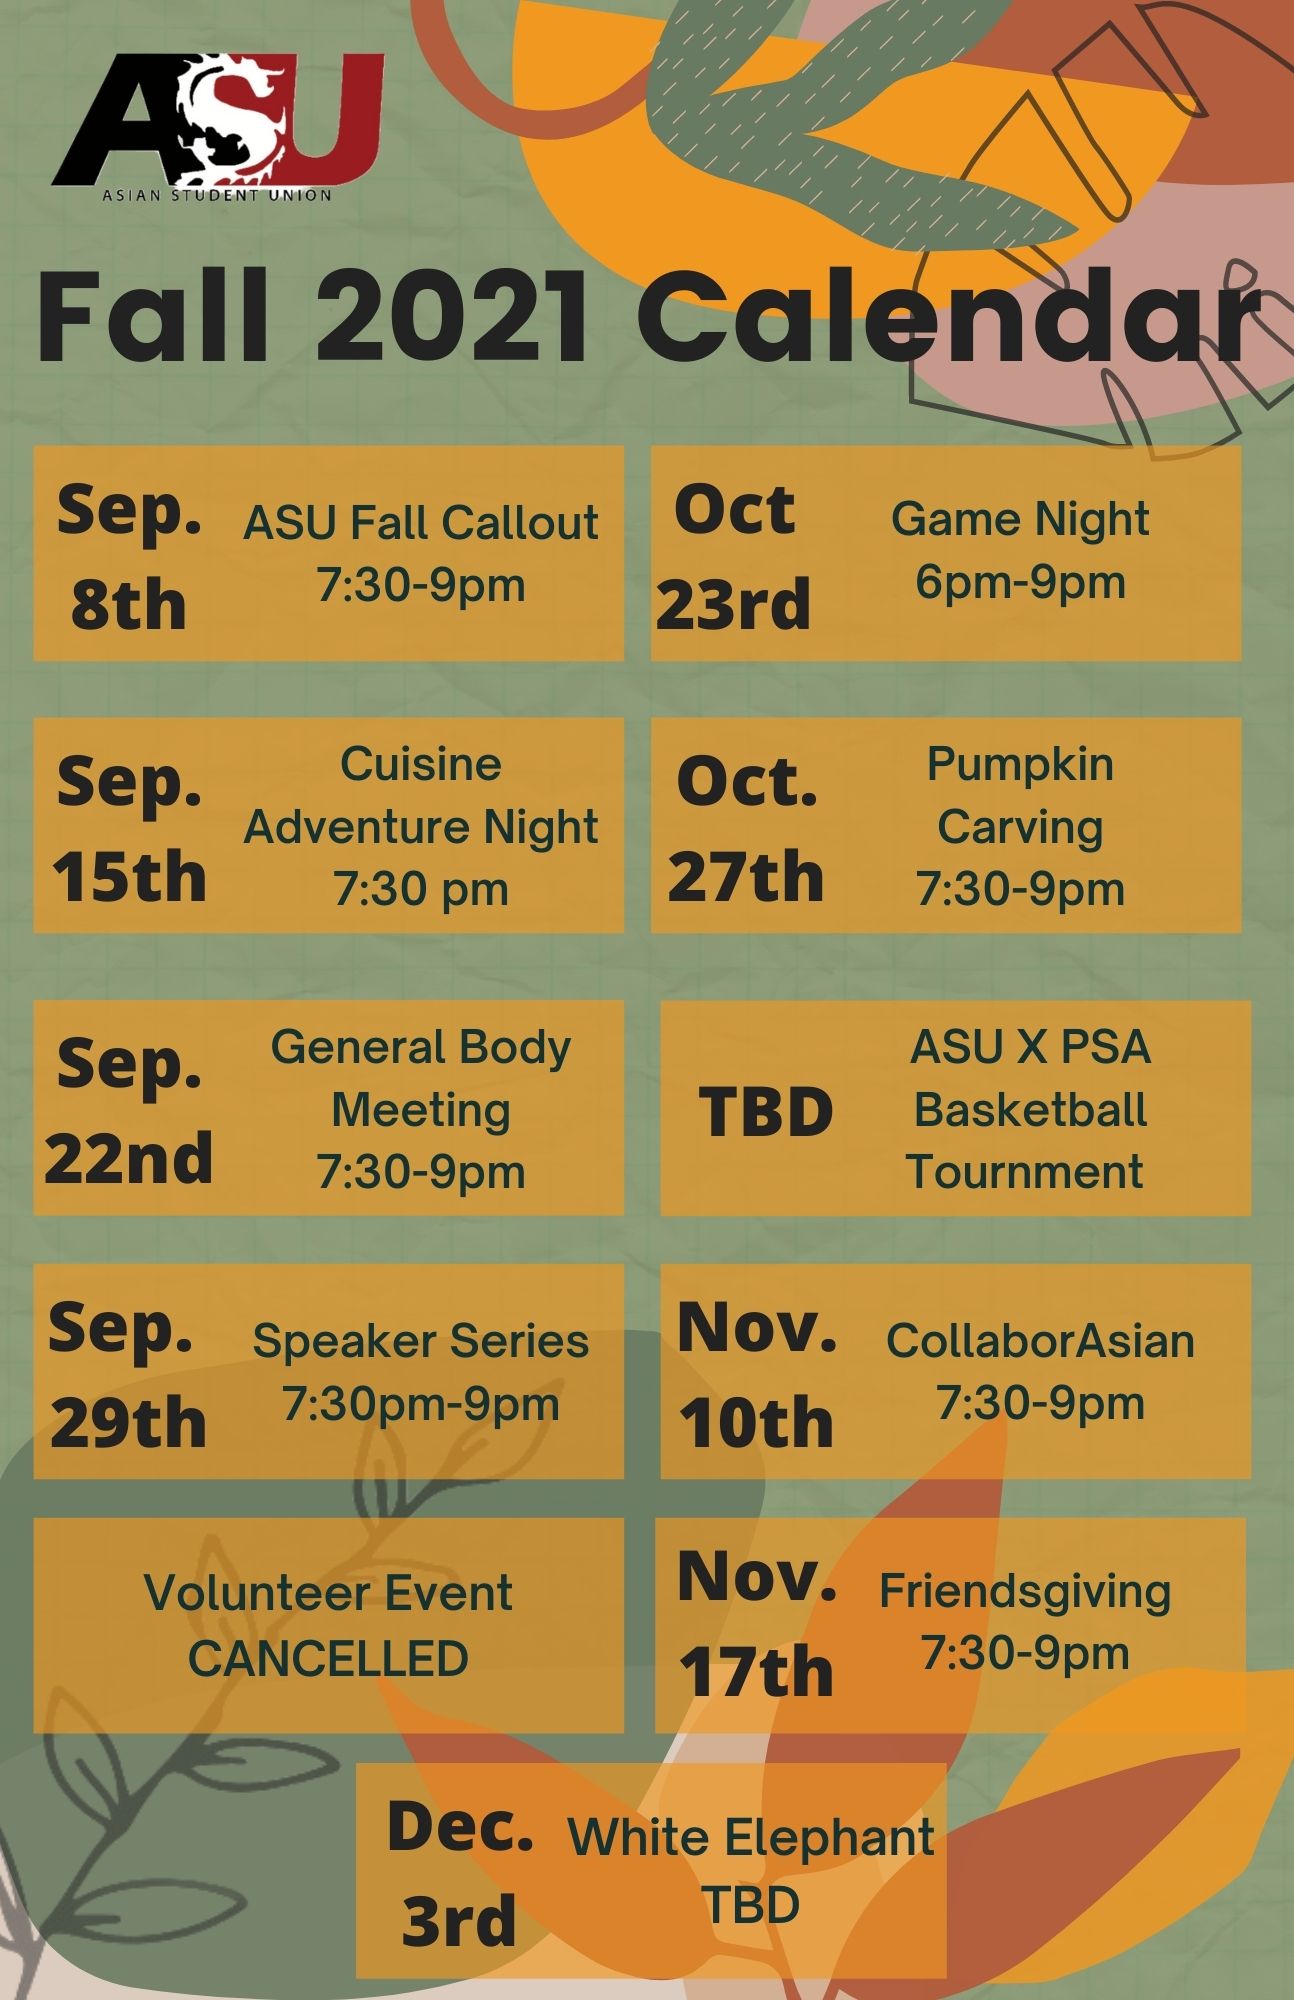 ASU
ASIAN STUDENT UNION
Fall 2021 Calendar
Sep.
8th
ASU Fall Callout
7:30-9pm
Oct
23rd
Game Night
6pm-9pm
Sep.
15th
Cuisine
Adventure Night
7:30 pm
Oct.
27th
Pumpkin
Carving
7:30-9pm
Sep.
22nd
General Body
Meeting
7:30-9pm
TBD
ASU X PSA
Basketball
Tournment
Sep.
29th
Speaker Series
7:30pm-9pm
Nov.
10th
CollaborAsian
7:30-9pm
Volunteer Event
CANCELLED
Nov.
17th
Friendsgiving
7:30-9pm
Dec.
3rd
White Elephant
TBD